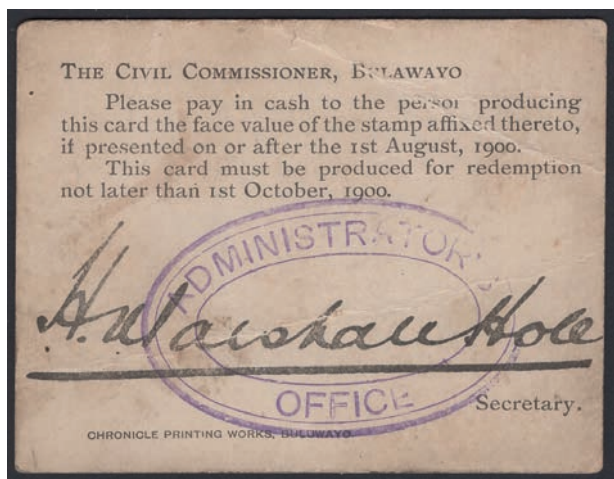 THE CIVIL COMMISSIONER, BULAWAYO
Please pay in cash to the person producing
this card the face value of the stamp affixed thereto,
if presented on or after the 1st August, 1900.
This card must be produced for redemption
not later than 1st October, 1900.
ADMINISTRATOR'S
H. Marshall Hole
OFFICE
Secretary.
CHRONICLE PRINTING WORKS, BULUWAYO.